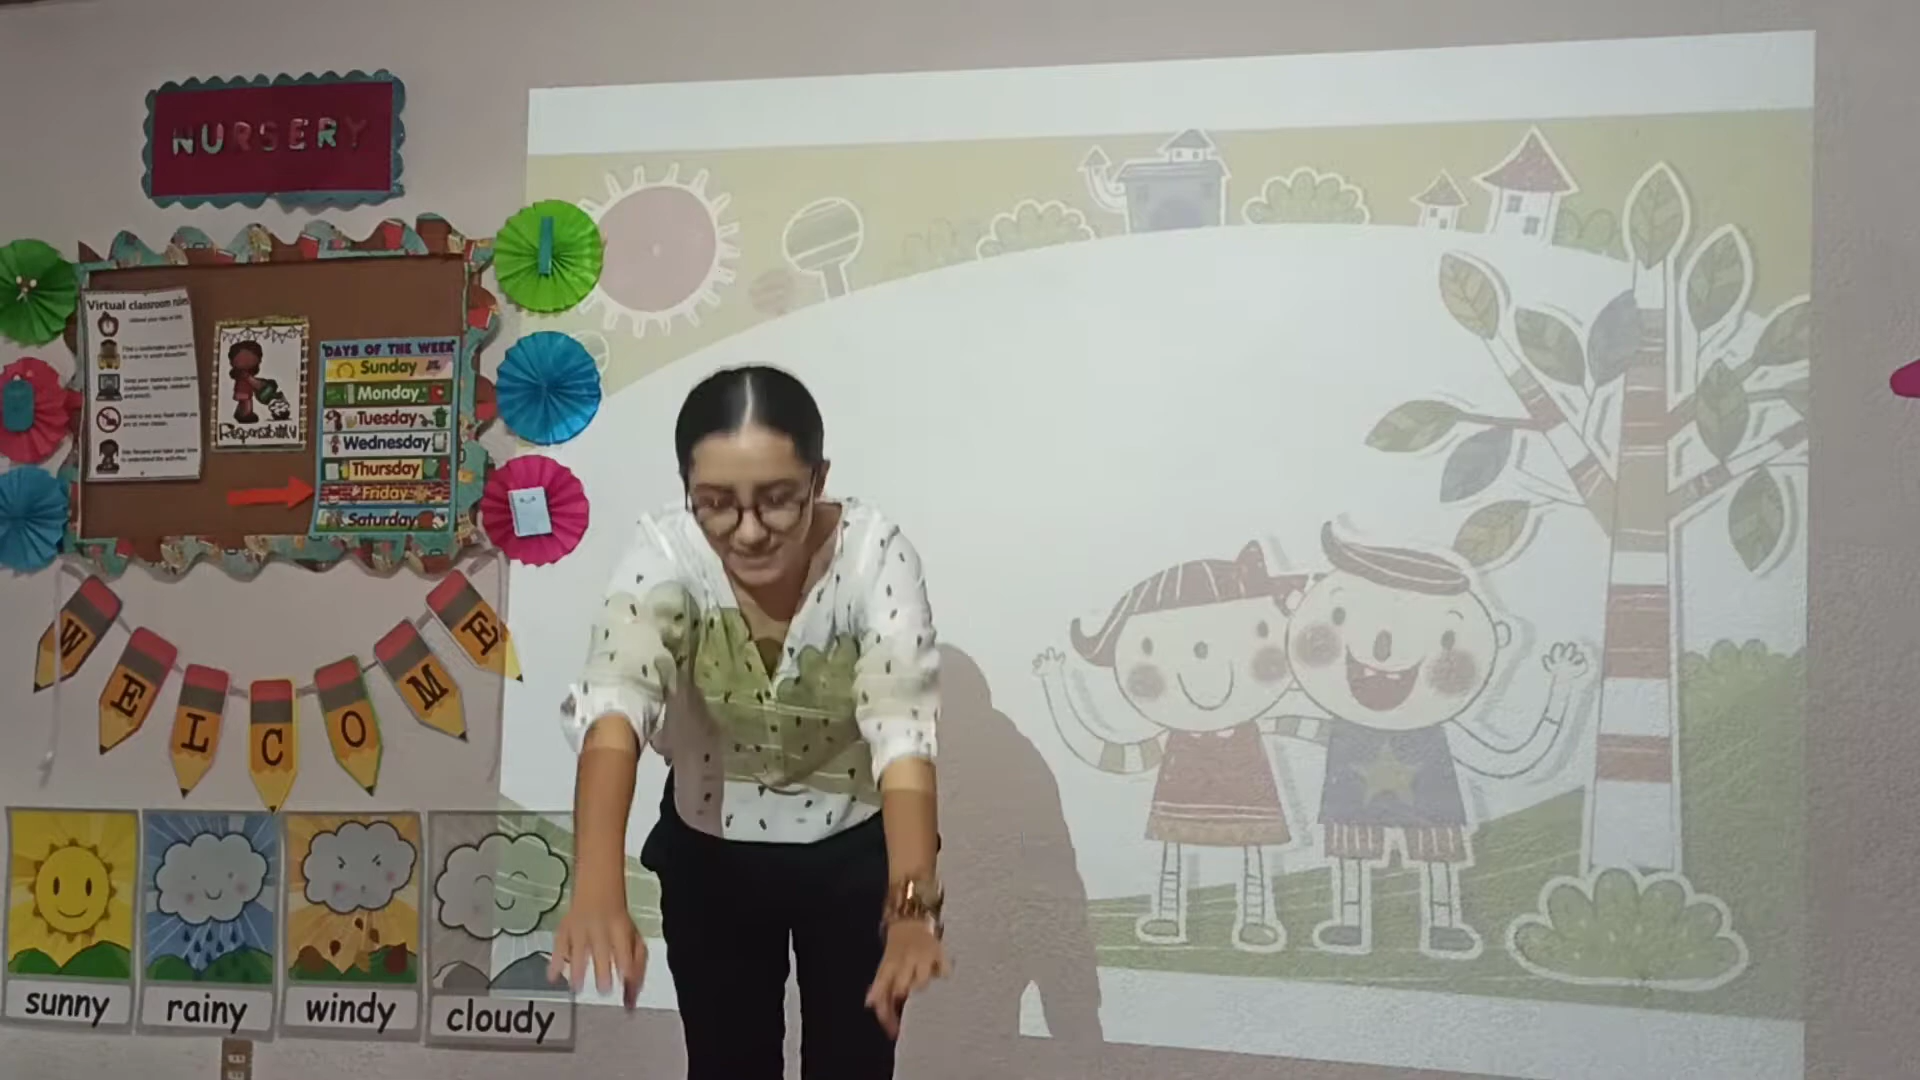 NURSERY
Virtual classroom rules
Responsibility
DAYS OF THE WEEK
Sunday
Monday
Tuesday
Wednesday
Thursday
Friday
Saturday
WELCOME
sunny
rainy
windy
cloudy